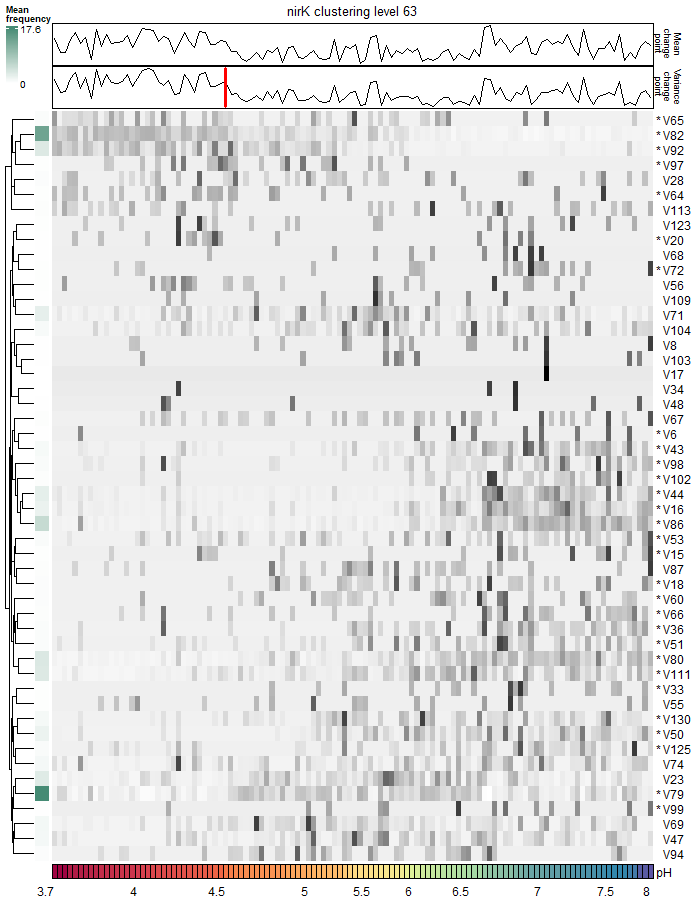 nirK clustering level 63
Mean
frequency
17.6
0
Mean
change
point
Variance
change
point
* V65
* V82
* V92
* V97
V28
* V64
V113
V123
* V20
V68
* V72
V56
V109
V71
V104
V8
V103
V17
V34
V48
V67
* V6
* V43
* V98
* V102
* V44
* V16
* V86
V53
* V15
V87
* V18
* V60
* V66
* V36
* V51
* V80
* V111
* V33
V55
* V130
* V50
* V125
V74
V23
* V79
* V99
V69
V47
V94
pH
3.7 4 4.5 5 5.5 6 6.5 7 7.5 8